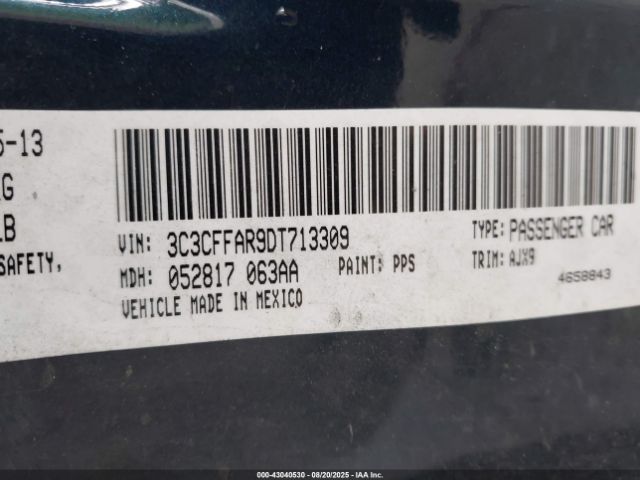 5-13
KG
LB
SAFETY,
VIN: 3C3CFFAR9DT713309 TYPE: PASSENGER CAR
MDH: 052817 063AA PAINT: PPS TRIM: AJX9
VEHICLE MADE IN MEXICO 4658843
000-43040530 - 08/20/2025 - IAA Inc.